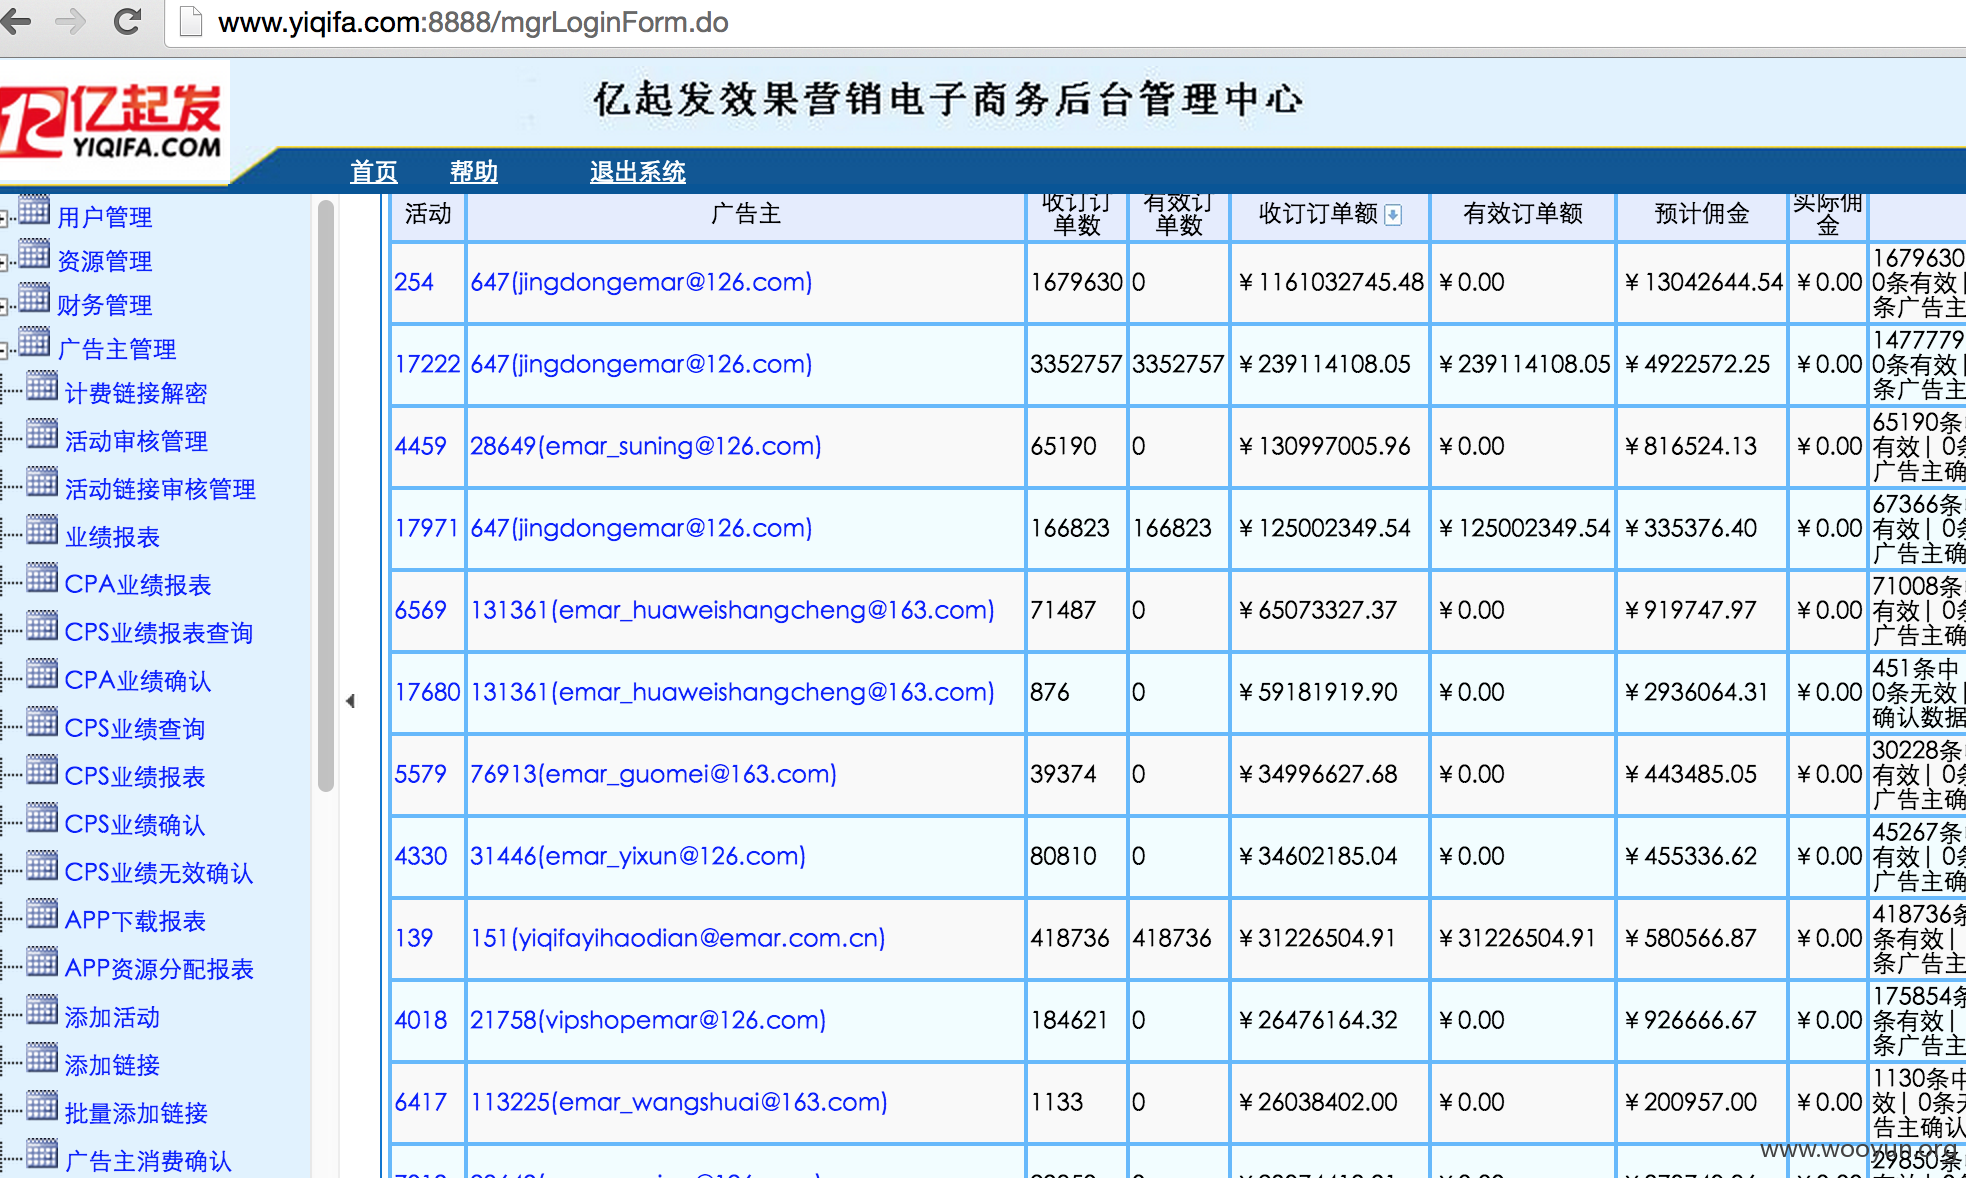 www.yiqifa.com:8888/mgrLoginForm.do
亿起发
YIQIFA.COM
亿起发效果营销电子商务后台管理中心
首页 帮助 退出系统
用户管理
资源管理
财务管理
广告主管理
计费链接解密
活动审核管理
活动链接审核管理
业绩报表
CPA业绩报表
CPS业绩报表查询
CPA业绩确认
CPS业绩查询
CPS业绩报表
CPS业绩确认
CPS业绩无效确认
APP下载报表
APP资源分配报表
添加活动
添加链接
批量添加链接
广告主消费确认
活动 广告主 收订订单数 有效订单数 收订订单额 有效订单额 预计佣金 实际佣金
254 647(jingdongemar@126.com) 1679630 0 ¥1161032745.48 ¥0.00 ¥13042644.54 ¥0.00 1679630
0条有效|
条广告主
17222 647(jingdongemar@126.com) 3352757 3352757 ¥239114108.05 ¥239114108.05 ¥4922572.25 ¥0.00 1477779
0条有效|
条广告主
4459 28649(emar_suning@126.com) 65190 0 ¥130997005.96 ¥0.00 ¥816524.13 ¥0.00 65190条
有效| 0条
广告主确
17971 647(jingdongemar@126.com) 166823 166823 ¥125002349.54 ¥125002349.54 ¥335376.40 ¥0.00 67366条
有效| 0条
广告主确
6569 131361(emar_huaweishangcheng@163.com) 71487 0 ¥65073327.37 ¥0.00 ¥919747.97 ¥0.00 71008条
有效| 0条
广告主确
17680 131361(emar_huaweishangcheng@163.com) 876 0 ¥59181919.90 ¥0.00 ¥2936064.31 ¥0.00 451条中
0条无效|
确认数据
5579 76913(emar_guomei@163.com) 39374 0 ¥34996627.68 ¥0.00 ¥443485.05 ¥0.00 30228条
有效| 0条
广告主确
4330 31446(emar_yixun@126.com) 80810 0 ¥34602185.04 ¥0.00 ¥455336.62 ¥0.00 45267条
有效| 0条
广告主确
139 151(yiqifayihaodian@emar.com.cn) 418736 418736 ¥31226504.91 ¥31226504.91 ¥580566.87 ¥0.00 418736条
条有效|
条广告主
4018 21758(vipshopemar@126.com) 184621 0 ¥26476164.32 ¥0.00 ¥926666.67 ¥0.00 175854条
条有效|
条广告主
6417 113225(emar_wangshuai@163.com) 1133 0 ¥26038402.00 ¥0.00 ¥200957.00 ¥0.00 1130条中
效| 0条无
告主确认
29850条
www.wooyun.org